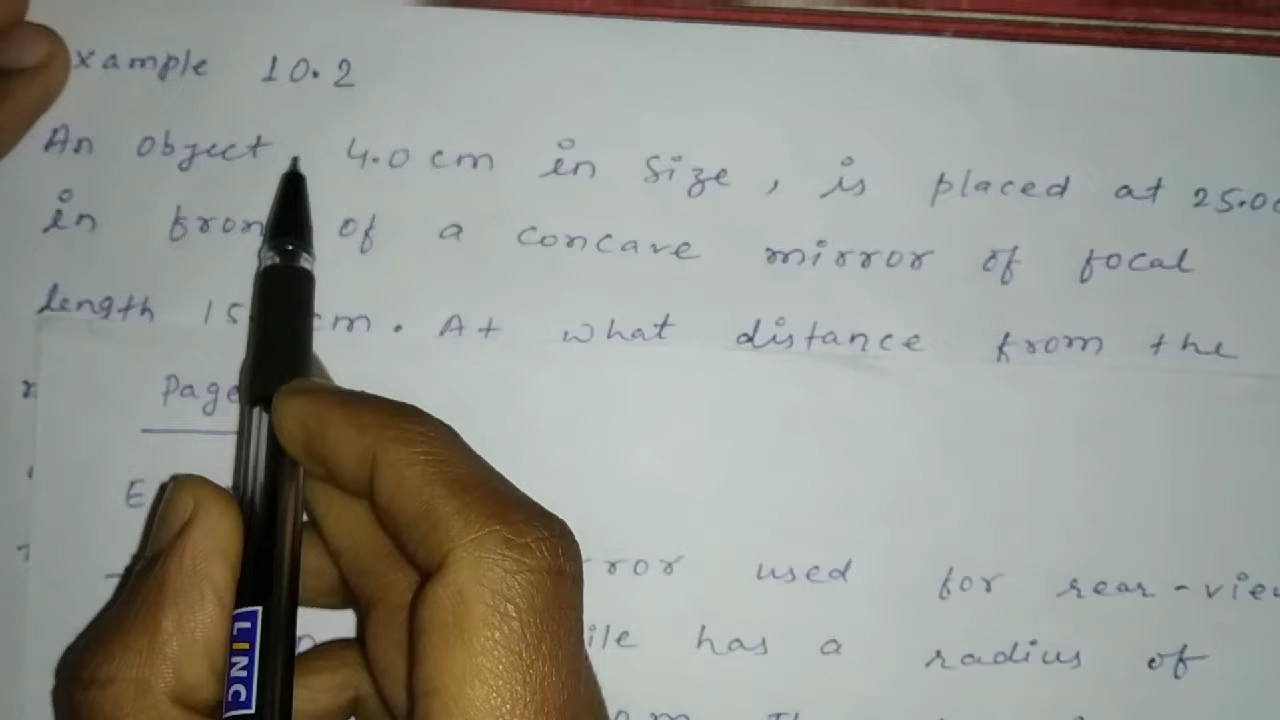 xample 10.2
An object 4.0 cm in size, is placed at 25.0
in fron of a concave mirror of focal
length 15 cm. At what distance from the
Page
E
rror used for rear-view
ile has a radius of
LINC